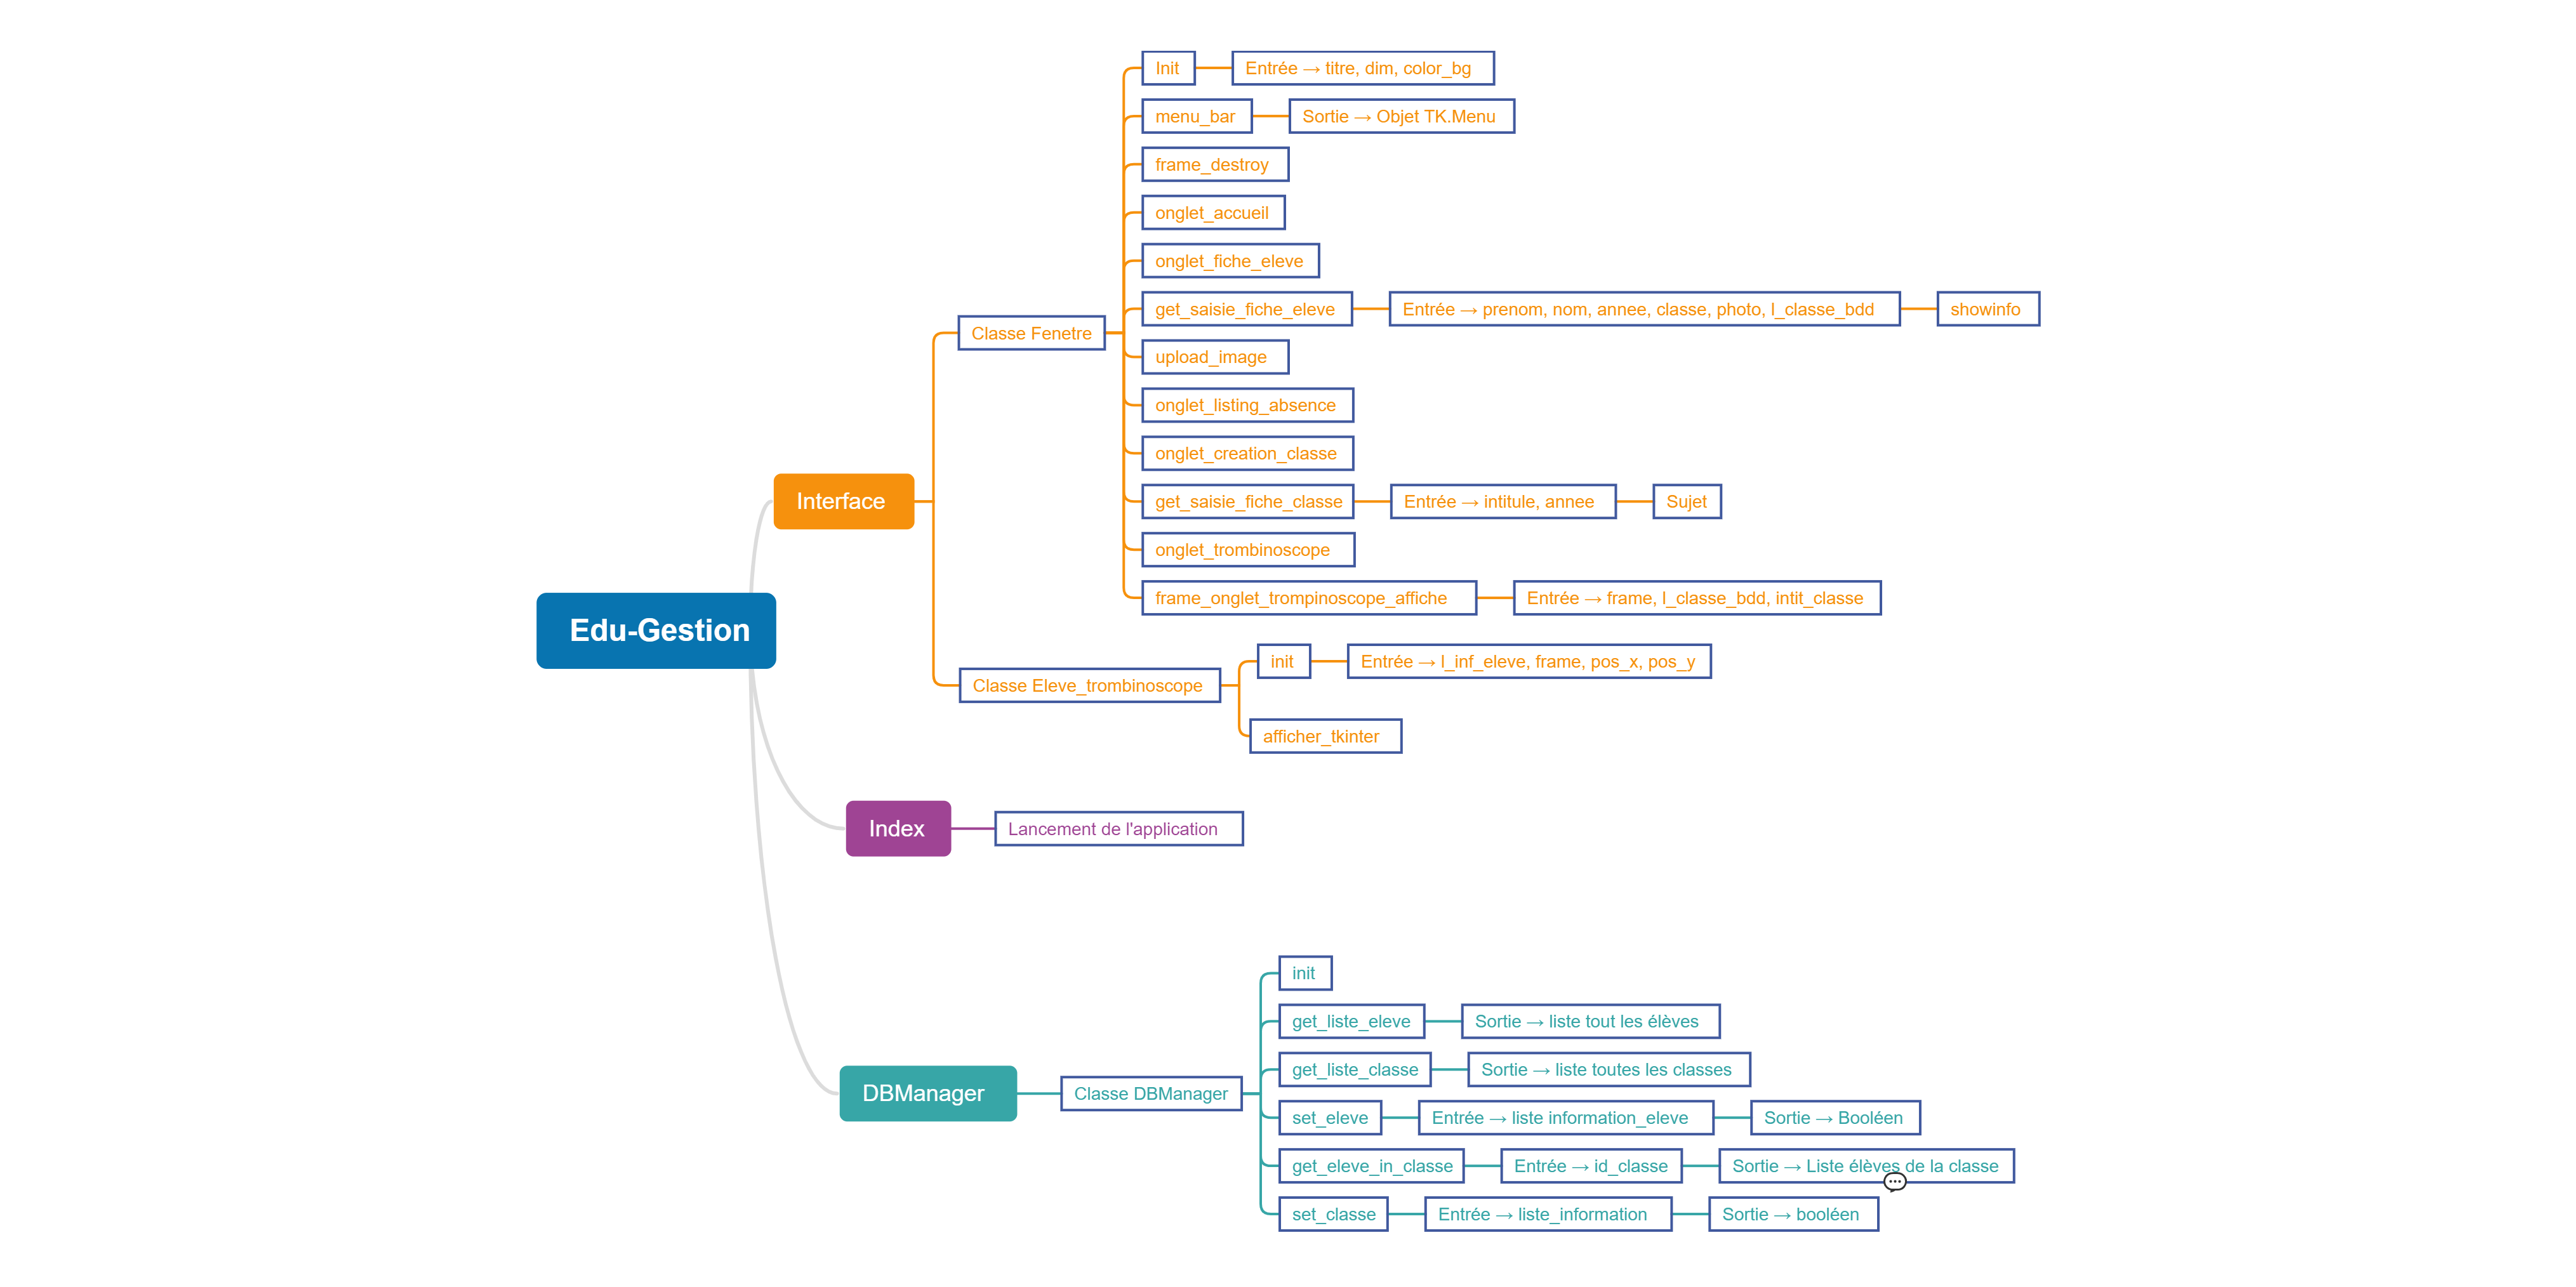 Edu-Gestion
Interface
Classe Fenetre
Init
Entrée → titre, dim, color_bg
menu_bar
Sortie → Objet TK.Menu
frame_destroy
onglet_accueil
onglet_fiche_eleve
get_saisie_fiche_eleve
Entrée → prenom, nom, annee, classe, photo, l_classe_bdd
showinfo
upload_image
onglet_listing_absence
onglet_creation_classe
get_saisie_fiche_classe
Entrée → intitule, annee
Sujet
onglet_trombinoscope
frame_onglet_trompinoscope_affiche
Entrée → frame, l_classe_bdd, intit_classe
Classe Eleve_trombinoscope
init
Entrée → l_inf_eleve, frame, pos_x, pos_y
afficher_tkinter
Index
Lancement de l'application
DBManager
Classe DBManager
init
get_liste_eleve
Sortie → liste tout les élèves
get_liste_classe
Sortie → liste toutes les classes
set_eleve
Entrée → liste information_eleve
Sortie → Booléen
get_eleve_in_classe
Entrée → id_classe
Sortie → Liste élèves de la classe
set_classe
Entrée → liste_information
Sortie → booléen